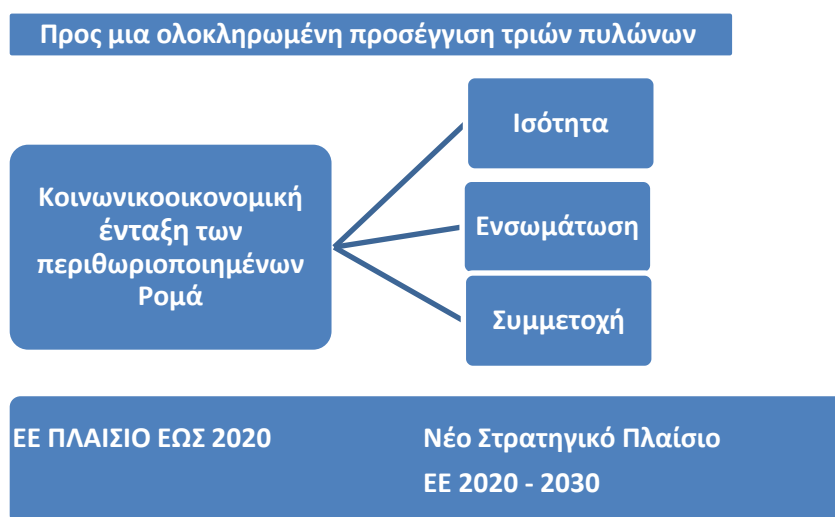 Προς μια ολοκληρωμένη προσέγγιση τριών πυλώνων
Κοινωνικοοικονομική
ένταξη των
περιθωριοποιημένων
Ρομά
Ισότητα
Ενσωμάτωση
Συμμετοχή
ΕΕ ΠΛΑΙΣΙΟ ΕΩΣ 2020
Νέο Στρατηγικό Πλαίσιο
ΕΕ 2020 - 2030